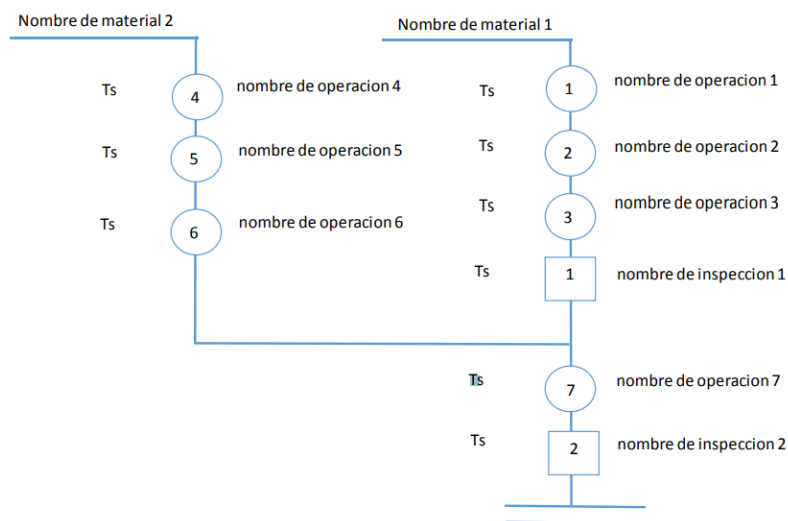 Nombre de material 2
Nombre de material 1
Ts
4
nombre de operacion 4
Ts
1
nombre de operacion 1
Ts
5
nombre de operacion 5
Ts
2
nombre de operacion 2
Ts
6
nombre de operacion 6
Ts
3
nombre de operacion 3
Ts
1
nombre de inspeccion 1
Ts
7
nombre de operacion 7
Ts
2
nombre de inspeccion 2